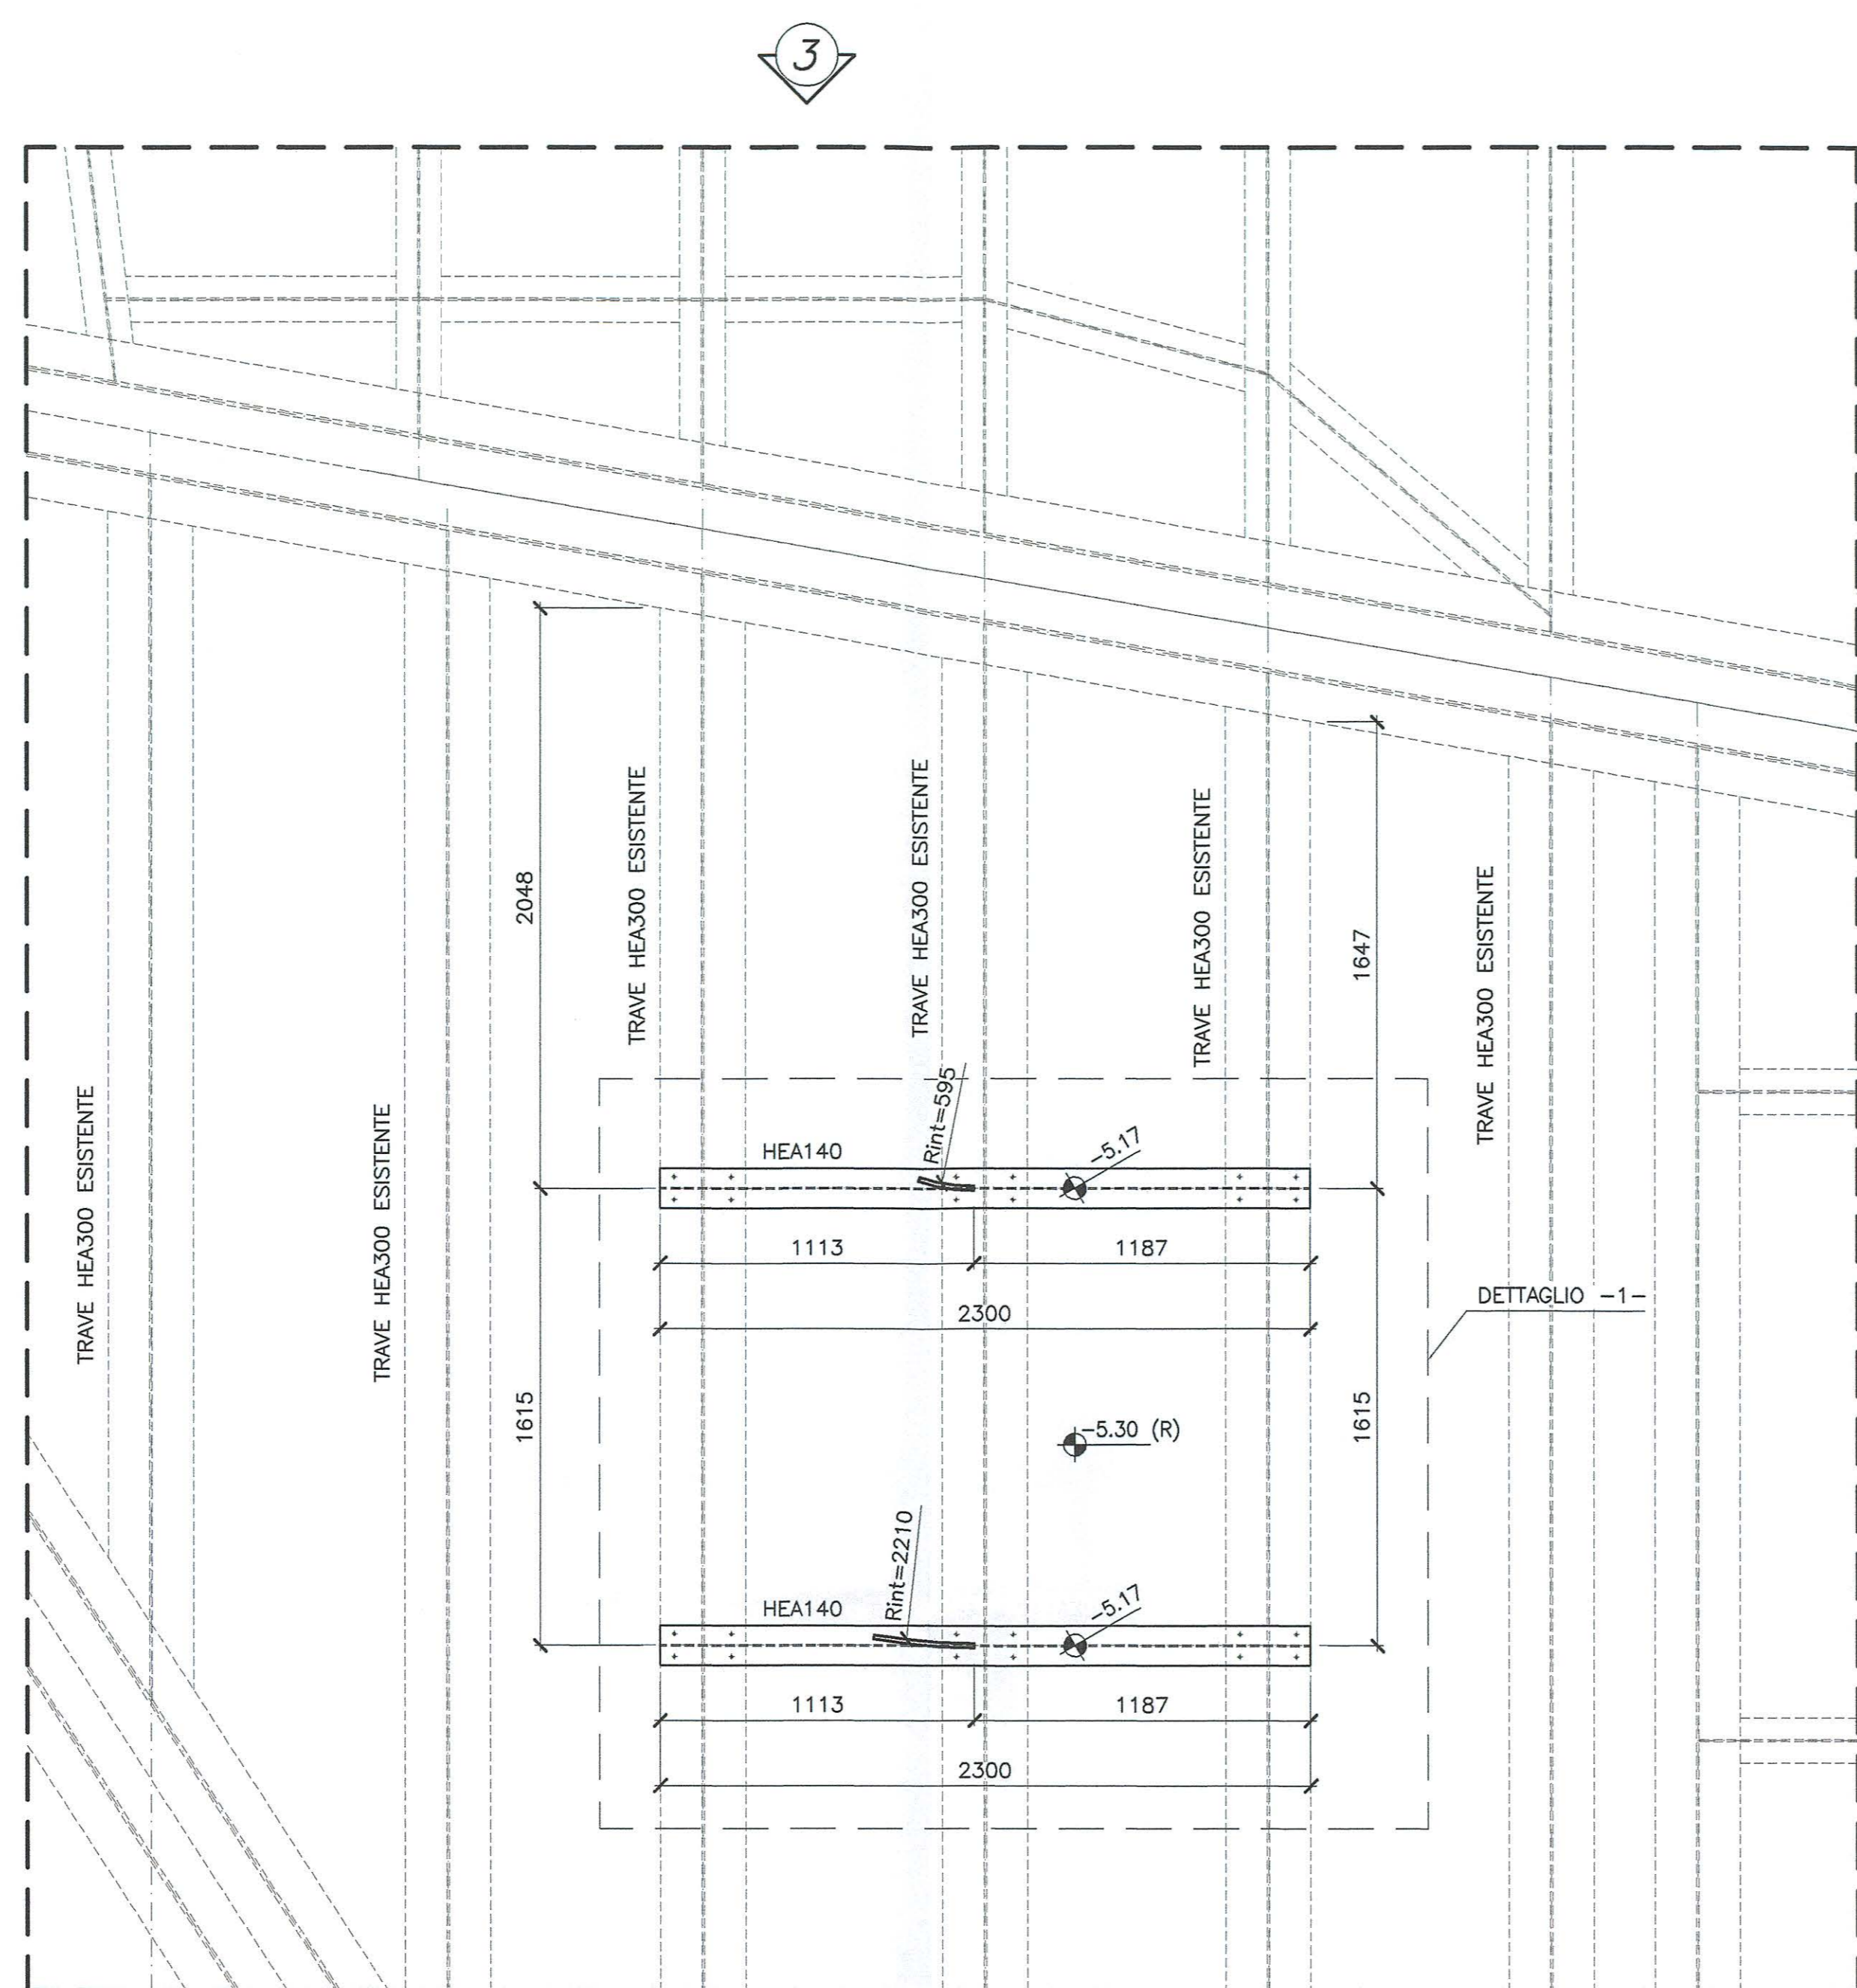 3
TRAVE HEA300 ESISTENTE
TRAVE HEA300 ESISTENTE
TRAVE HEA300 ESISTENTE
TRAVE HEA300 ESISTENTE
TRAVE HEA300 ESISTENTE
TRAVE HEA300 ESISTENTE
2048
1647
HEA140
Rint=595
-5.17
1113
1187
2300
DETTAGLIO -1-
1615
1615
-5.30 (R)
HEA140
Rint=2210
-5.17
1113
1187
2300